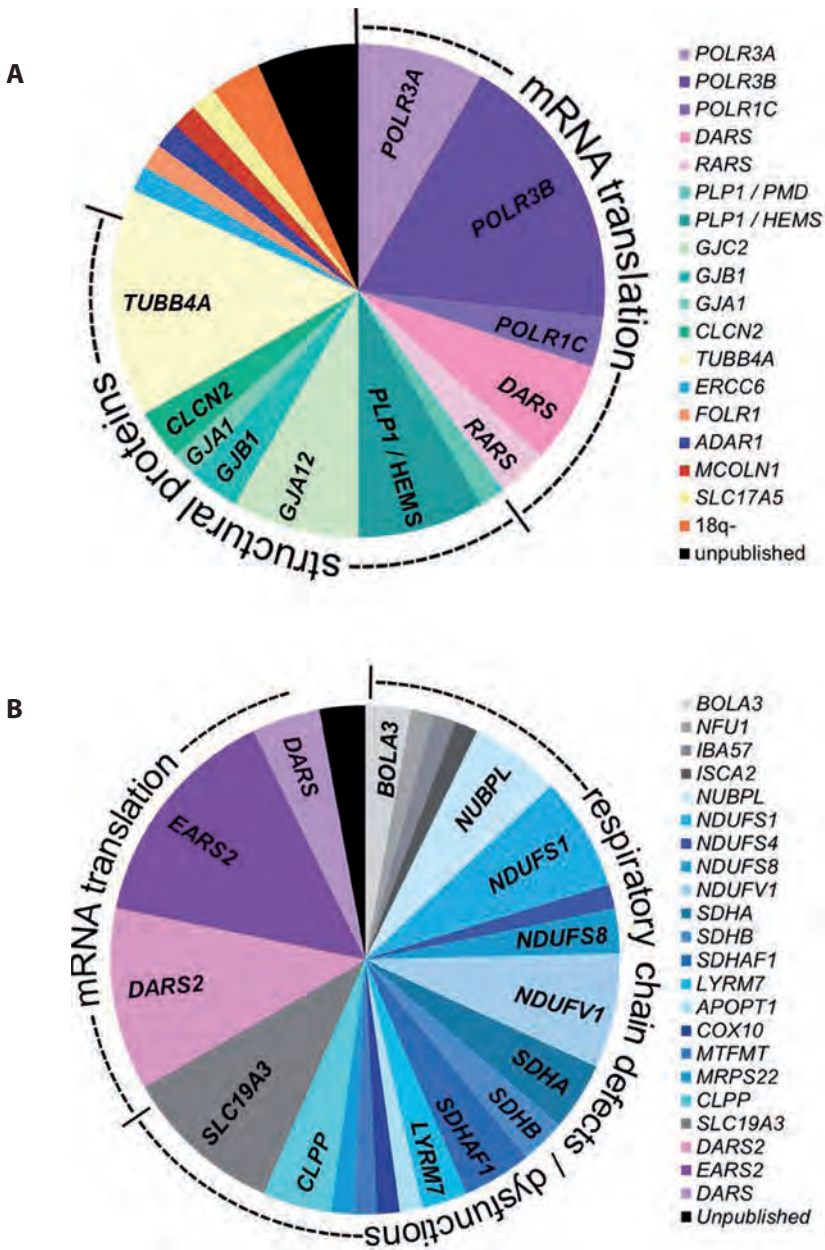 A
POLR3A
POLR3B
POLR1C
DARS
RARS
PLP1 / HEMS
GJA12
GJB1
GJA1
CLCN2
TUBB4A
mRNA translation
structural proteins
POLR3A
POLR3B
POLR1C
DARS
RARS
PLP1 / PMD
PLP1 / HEMS
GJC2
GJB1
GJA1
CLCN2
TUBB4A
ERCC6
FOLR1
ADAR1
MCOLN1
SLC17A5
18q-
unpublished
B
BOLA3
NUBPL
NDUFS1
NDUFS8
NDUFV1
SDHA
SDHB
SDHAF1
LYRM7
CLPP
SLC19A3
DARS2
EARS2
DARS
respiratory chain defects / dysfunctions
mRNA translation
BOLA3
NFU1
IBA57
ISCA2
NUBPL
NDUFS1
NDUFS4
NDUFS8
NDUFV1
SDHA
SDHB
SDHAF1
LYRM7
APOPT1
COX10
MTFMT
MRPS22
CLPP
SLC19A3
DARS2
EARS2
DARS
Unpublished